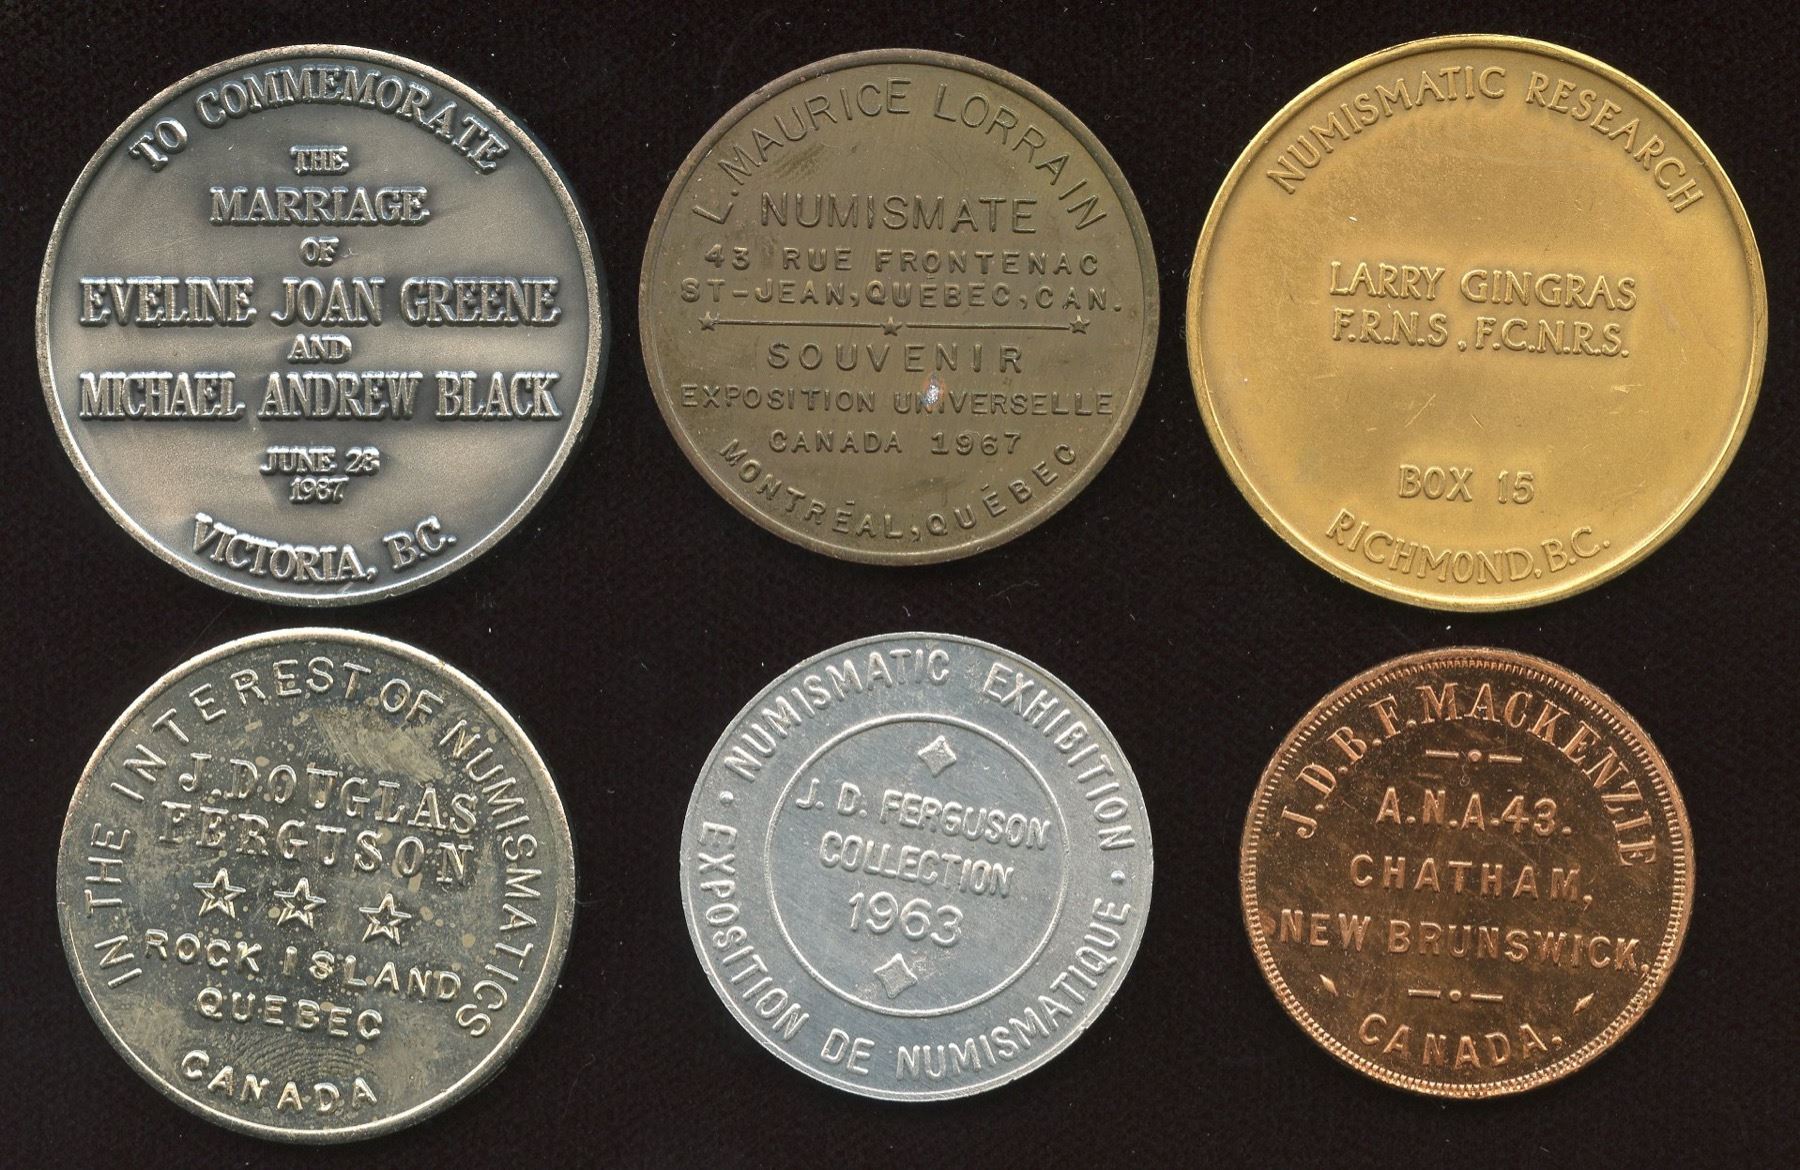 TO COMMEMORATE
THE
MARRIAGE
OF
EVELINE JOAN GREENE
AND
MICHAEL ANDREW BLACK
JUNE 28
1987
VICTORIA, B.C.
L. MAURICE LORRAIN
NUMISMATE
43 RUE FRONTENAC
ST-JEAN, QUÉBEC, CAN.
SOUVENIR
EXPOSITION UNIVERSELLE
CANADA 1967
MONTRÉAL, QUÉBEC
NUMISMATIC RESEARCH
LARRY GINGRAS
F.R.N.S, F.C.N.R.S.
BOX 15
RICHMOND, B.C.
IN THE INTEREST OF NUMISMATICS
J. DOUGLAS
FERGUSON
ROCK ISLAND
QUEBEC
CANADA
NUMISMATIC EXHIBITION
J. D. FERGUSON
COLLECTION
1963
EXPOSITION DE NUMISMATIQUE
J. D. B. F. MACKENZIE
A.N.A-43.
CHATHAM,
NEW BRUNSWICK,
CANADA.